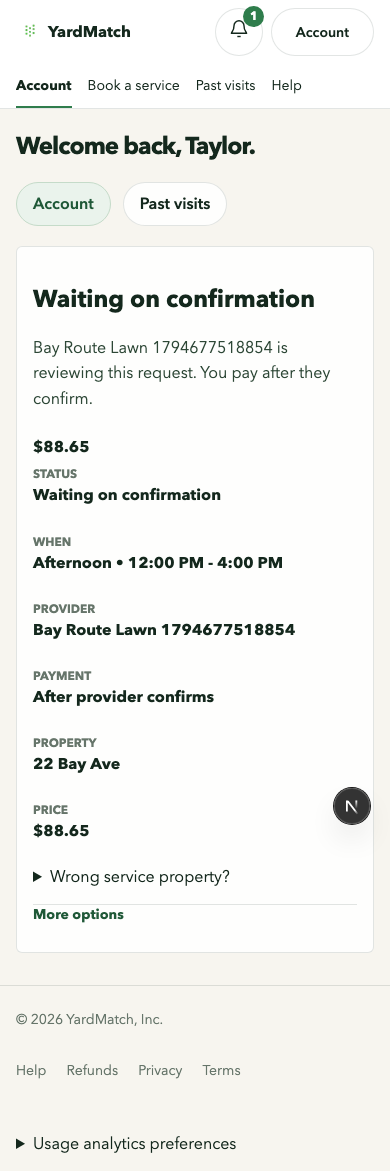 YardMatch
1
Account
Account Book a service Past visits Help
Welcome back, Taylor.
Account
Past visits
Waiting on confirmation
Bay Route Lawn 1794677518854 is
reviewing this request. You pay after they
confirm.
$88.65
STATUS
Waiting on confirmation
WHEN
Afternoon • 12:00 PM - 4:00 PM
PROVIDER
Bay Route Lawn 1794677518854
PAYMENT
After provider confirms
PROPERTY
22 Bay Ave
N
PRICE
$88.65
Wrong service property?
More options
© 2026 YardMatch, Inc.
Help Refunds Privacy Terms
Usage analytics preferences